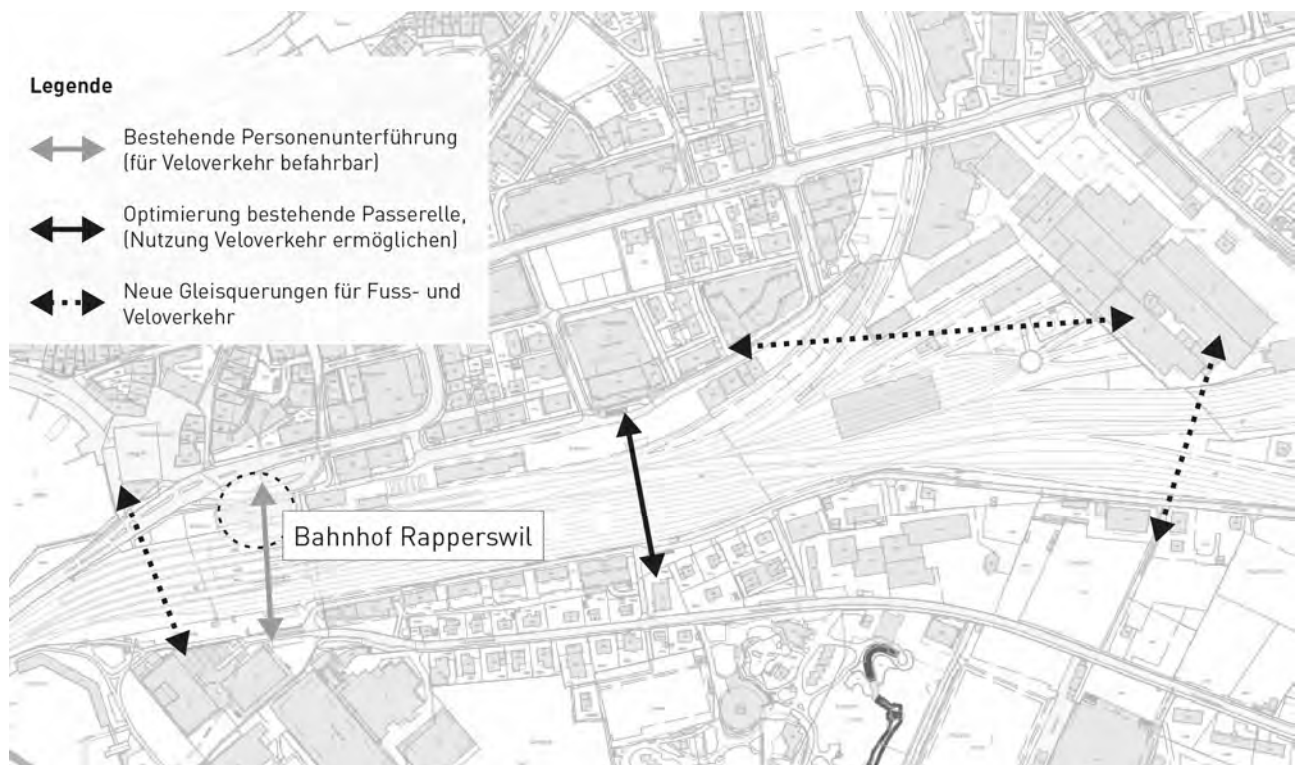 Legende
Bestehende Personenunterführung
(für Veloverkehr befahrbar)
Optimierung bestehende Passerelle,
(Nutzung Veloverkehr ermöglichen)
Neue Gleisquerungen für Fuss- und
Veloverkehr
Bahnhof Rapperswil